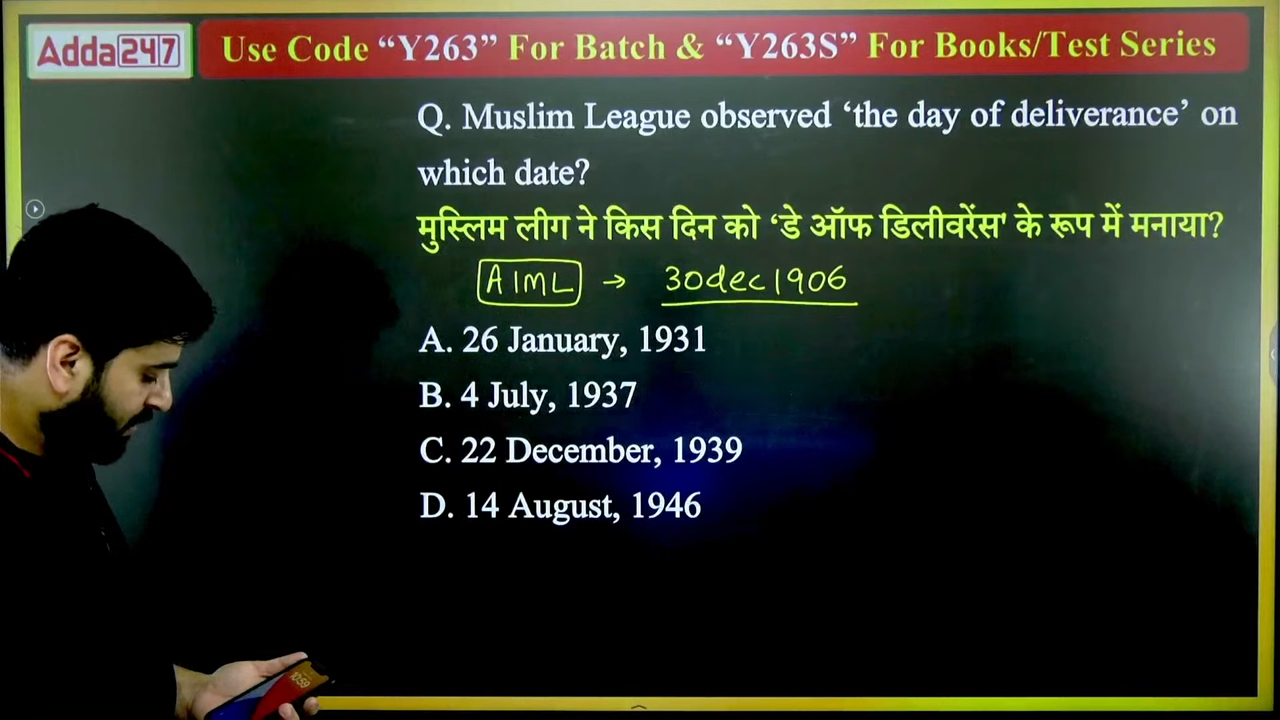 Adda247
Use Code “Y263” For Batch & “Y263S” For Books/Test Series
Q. Muslim League observed ‘the day of deliverance’ on
which date?
मुस्लिम लीग ने किस दिन को ‘डे ऑफ डिलीवरेंस' के रूप में मनाया?
AIML → 30dec1906
A. 26 January, 1931
B. 4 July, 1937
C. 22 December, 1939
D. 14 August, 1946